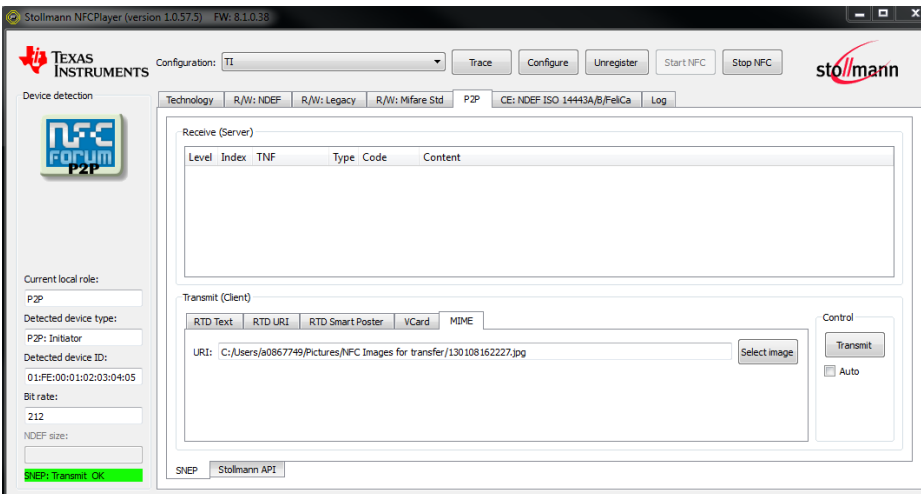 Stollmann NFCPlayer (version 1.0.57.5) FW: 8.1.0.38
TEXAS INSTRUMENTS
Configuration: TI
Trace
Configure
Unregister
Start NFC
Stop NFC
stollmann
Device detection
NFC
FORUM
P2P
Technology
R/W: NDEF
R/W: Legacy
R/W: Mifare Std
P2P
CE: NDEF ISO 14443A/B/FeliCa
Log
Receive (Server)
Level Index TNF Type Code Content
Current local role:
P2P
Detected device type:
P2P: Initiator
Detected device ID:
01:FE:00:01:02:03:04:05
Bit rate:
212
NDEF size:
SNEP: Transmit OK
Transmit (Client)
RTD Text
RTD URI
RTD Smart Poster
VCard
MIME
URI: C:/Users/a0867749/Pictures/NFC Images for transfer/130108162227.jpg
Select image
Control
Transmit
Auto
SNEP
Stollmann API